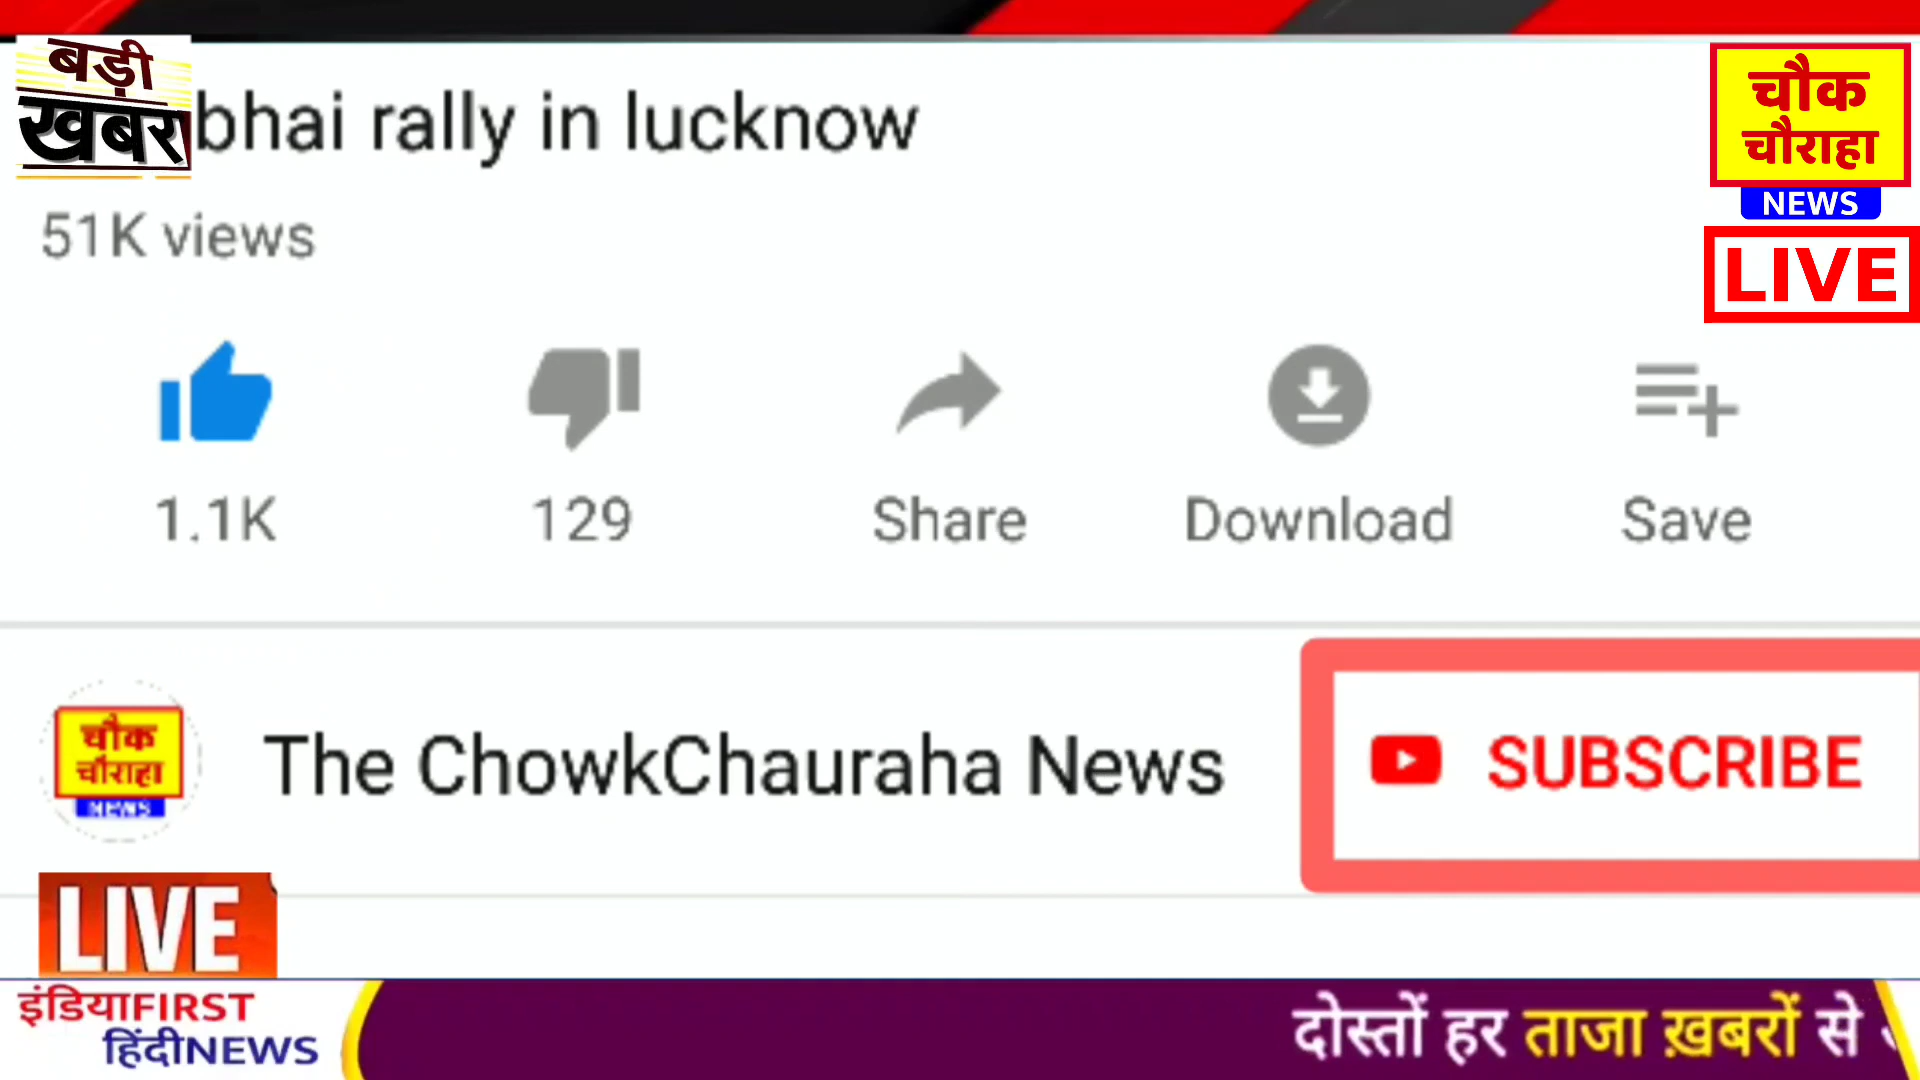 बड़ी
खबर
bhai rally in lucknow
चौक
चौराहा
NEWS
LIVE
51K views
1.1K
129
Share
Download
Save
चौक
चौराहा
NEWS
The ChowkChauraha News
SUBSCRIBE
LIVE
इंडियाFIRST
हिंदीNEWS
दोस्तों हर ताजा ख़बरों से